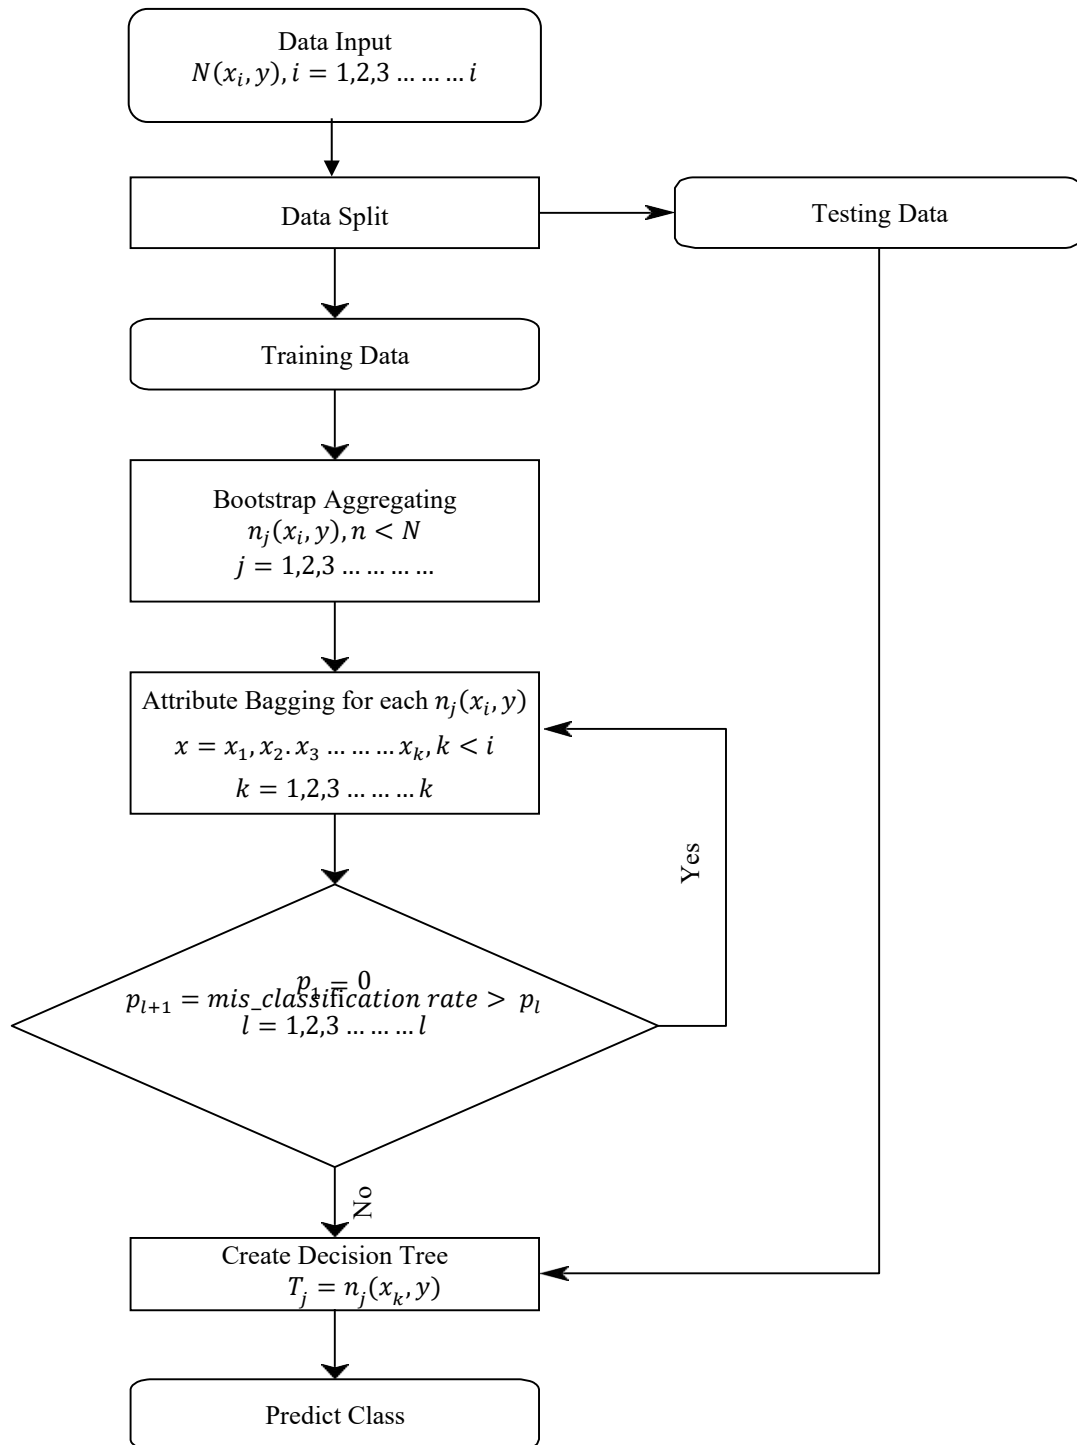 Data Input
N(x_i, y), i = 1,2,3 … … … i
Data Split
Testing Data
Training Data
Bootstrap Aggregating
n_j(x_i, y), n < N
j = 1,2,3 … … … …
Attribute Bagging for each n_j(x_i, y)
x = x_1, x_2. x_3 … … … x_k, k < i
k = 1,2,3 … … … k
Yes
p_1 = 0
p_{l+1} = mis_classification rate > p_l
l = 1,2,3 … … … l
No
Create Decision Tree
T_j = n_j(x_k, y)
Predict Class